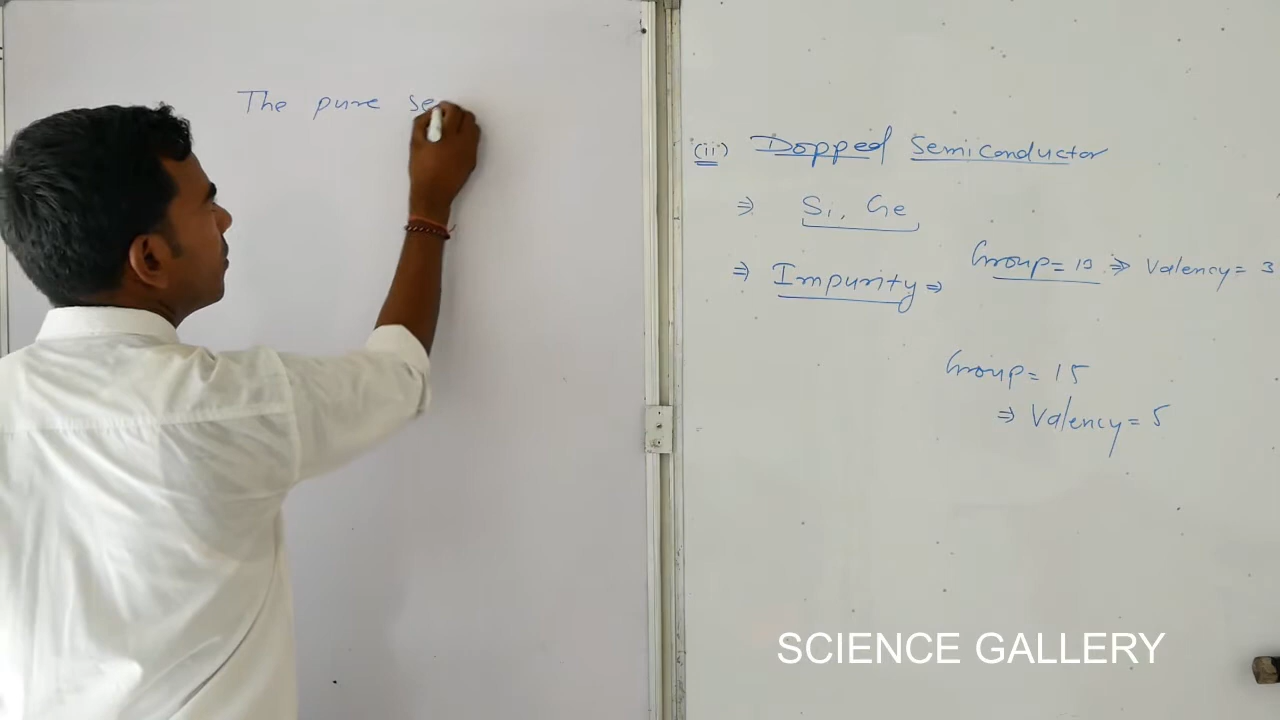 The pure se
(ii) Dopped Semiconductor
⇒ Si, Ge
⇒ Impurity ⇒ Group = 13 ⇒ Valency = 3
Group = 15
⇒ Valency = 5
SCIENCE GALLERY